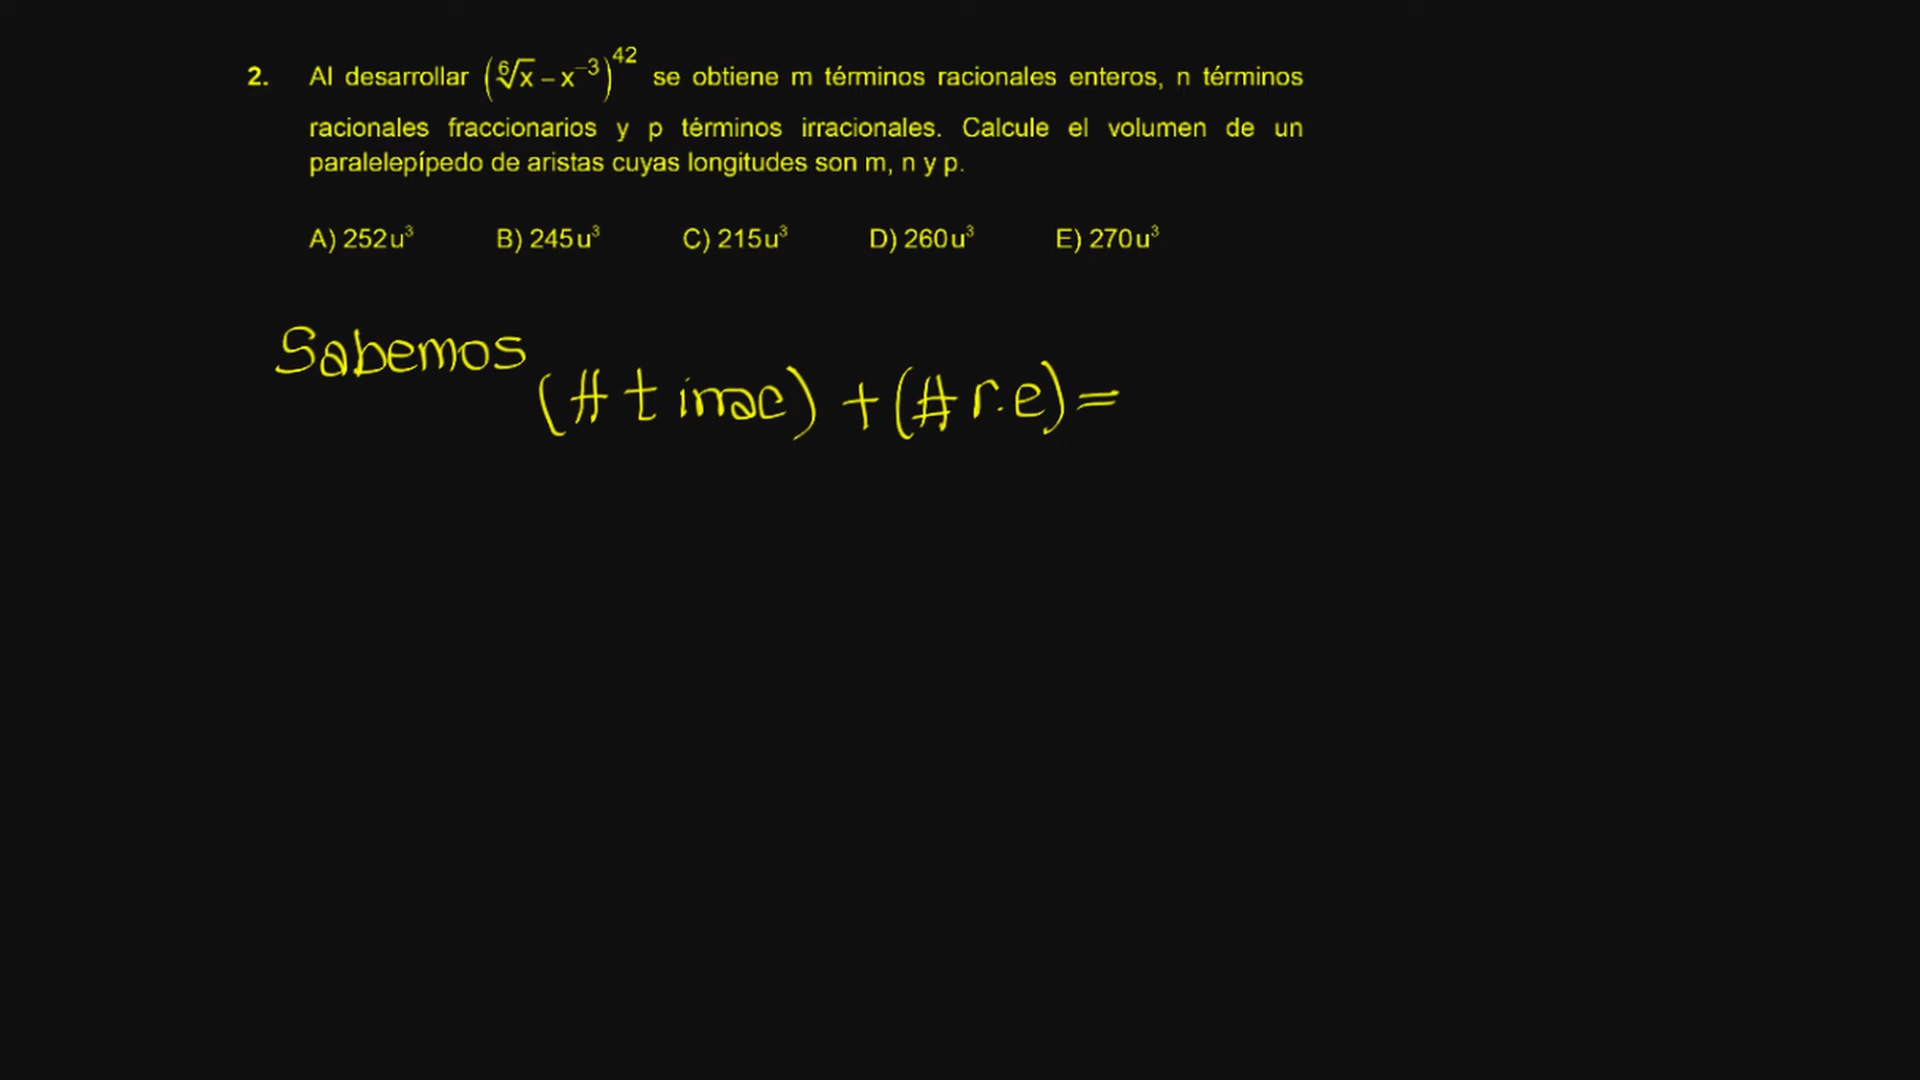 2. Al desarrollar (⁶√x – x⁻³)⁴² se obtiene m términos racionales enteros, n términos
racionales fraccionarios y p términos irracionales. Calcule el volumen de un
paralelepípedo de aristas cuyas longitudes son m, n y p.
A) 252u³ B) 245u³ C) 215u³ D) 260u³ E) 270u³
Sabemos
(# t irrac) + (# r.e) =